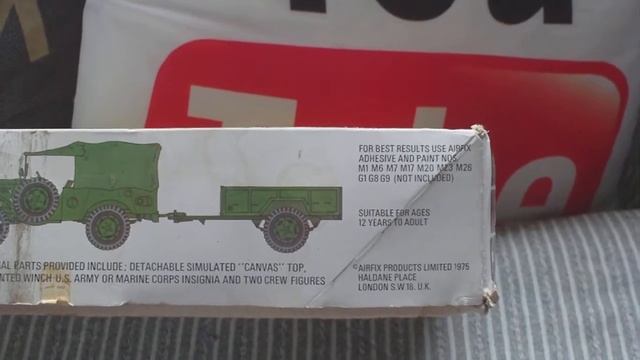 You
Tube
FOR BEST RESULTS USE AIRFIX
ADHESIVE AND PAINT NOS.
M1 M6 M7 M17 M20 M23 M26
G1 G8 G9 (NOT INCLUDED)
SUITABLE FOR AGES
12 YEARS TO ADULT
PARTS PROVIDED INCLUDE; DETACHABLE SIMULATED "CANVAS" TOP,
WINCH U.S. ARMY OR MARINE CORPS INSIGNIA AND TWO CREW FIGURES
©AIRFIX PRODUCTS LIMITED 1975
HALDANE PLACE
LONDON S.W.18. U.K.